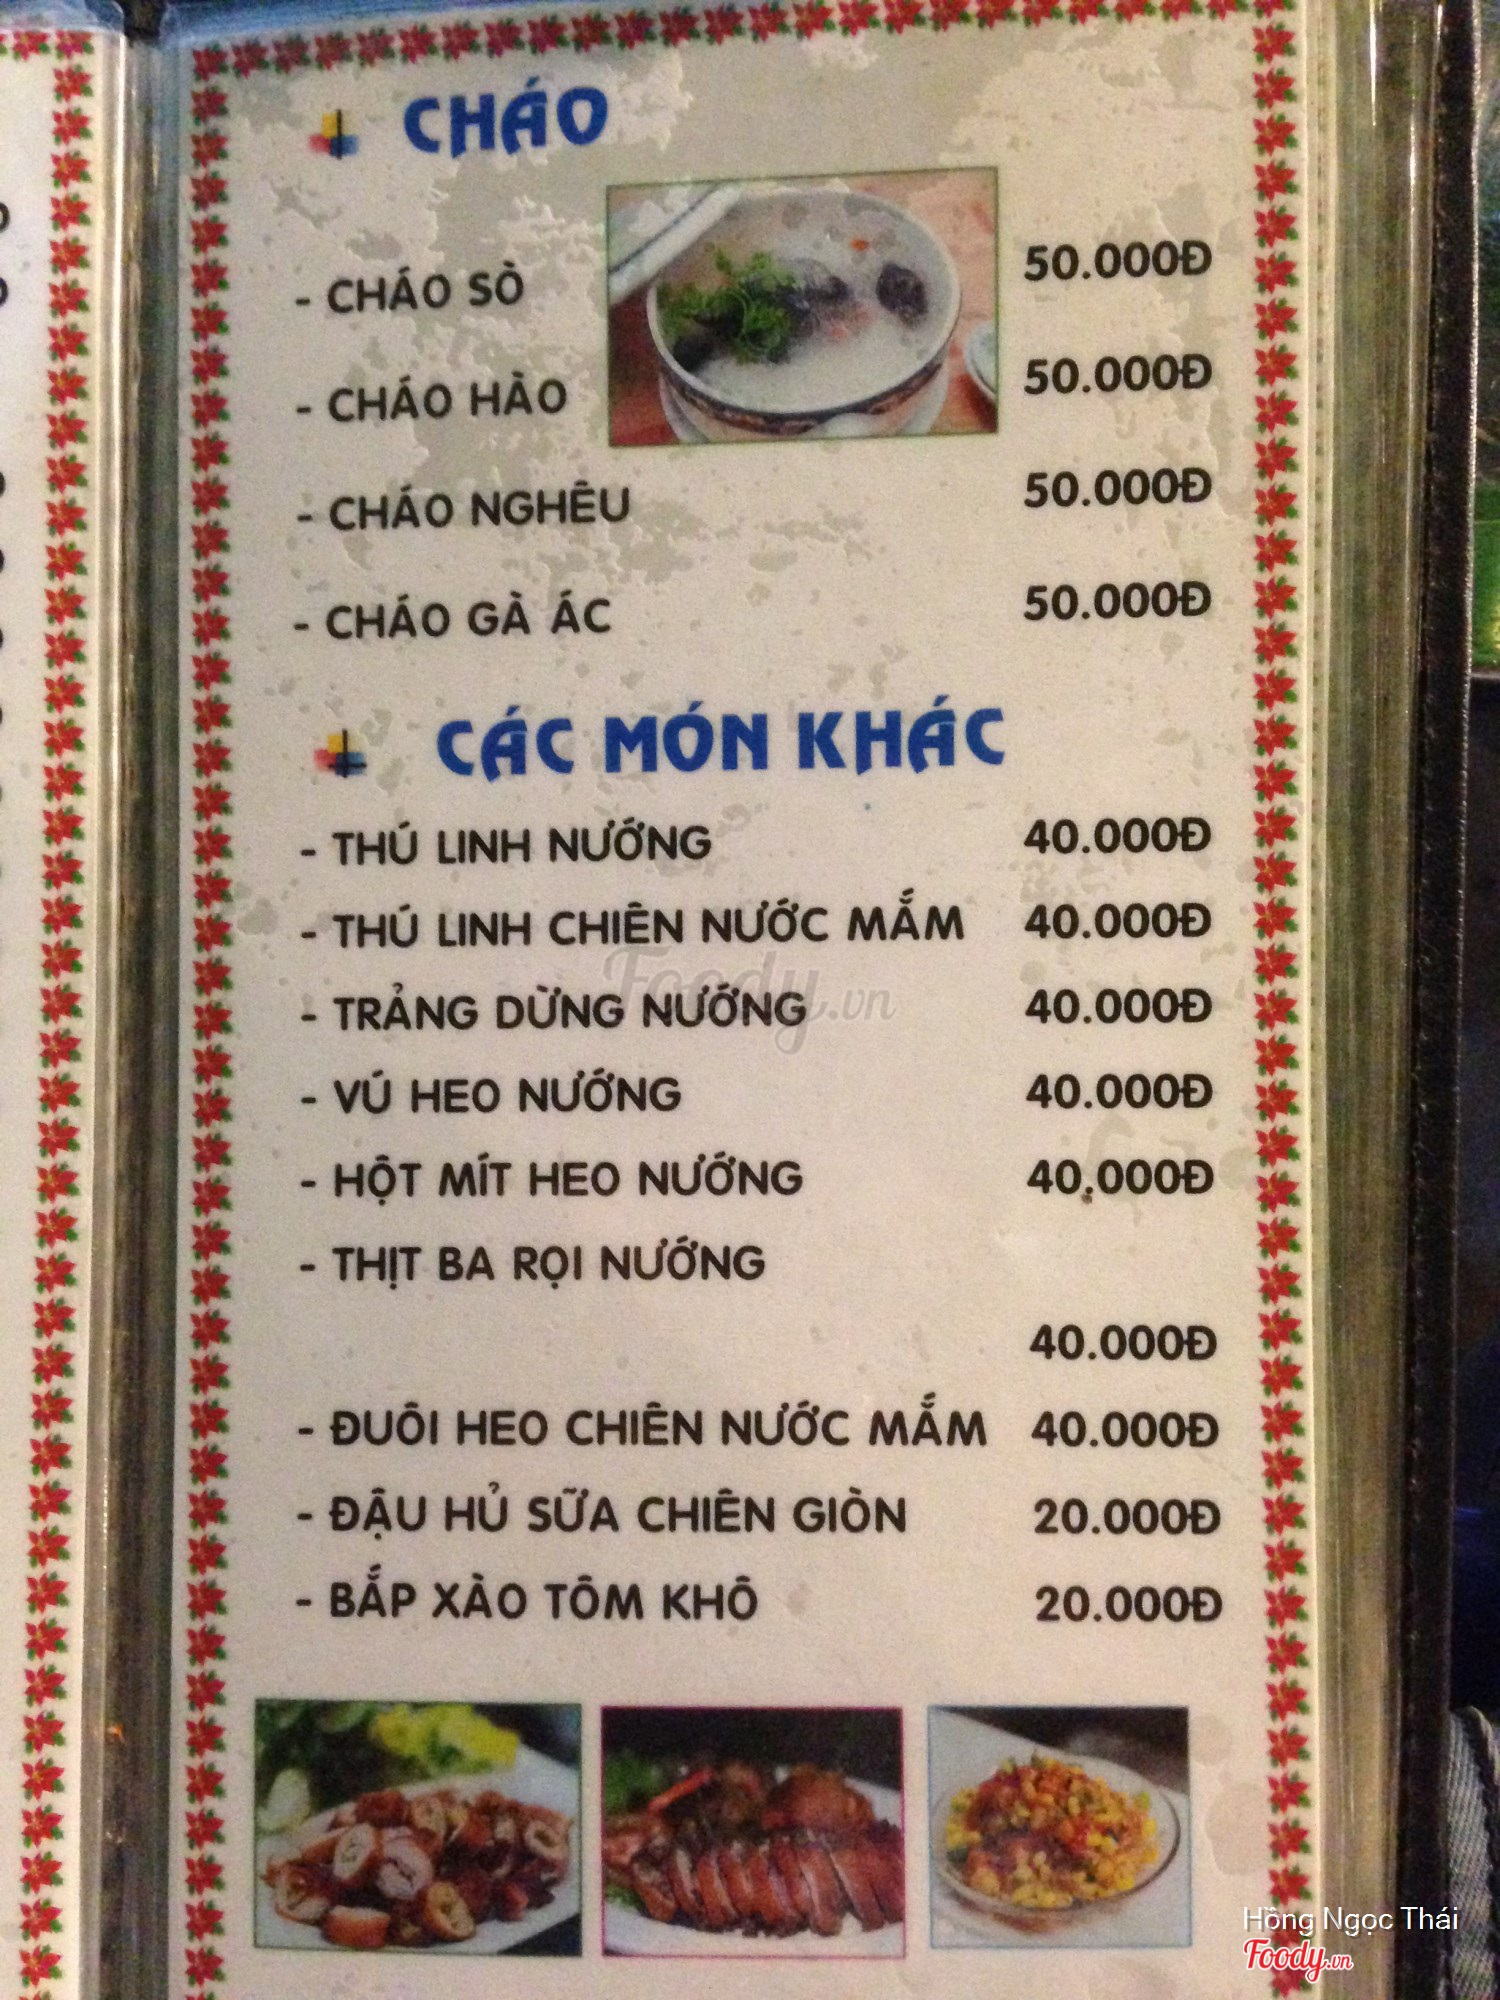 CHÁO
- CHÁO SÒ 50.000Đ
- CHÁO HÀO 50.000Đ
- CHÁO NGHÊU 50.000Đ
- CHÁO GÀ ÁC 50.000Đ
CÁC MÓN KHÁC
- THÚ LINH NƯỚNG 40.000Đ
- THÚ LINH CHIÊN NƯỚC MẮM 40.000Đ
- TRẢNG DỪNG NƯỚNG 40.000Đ
- VÚ HEO NƯỚNG 40.000Đ
- HỘT MÍT HEO NƯỚNG 40.000Đ
- THỊT BA RỌI NƯỚNG
40.000Đ
- ĐUÔI HEO CHIÊN NƯỚC MẮM 40.000Đ
- ĐẬU HỦ SỮA CHIÊN GIÒN 20.000Đ
- BẮP XÀO TÔM KHÔ 20.000Đ
Foody.vn
Hồng Ngọc Thái
Foody.vn